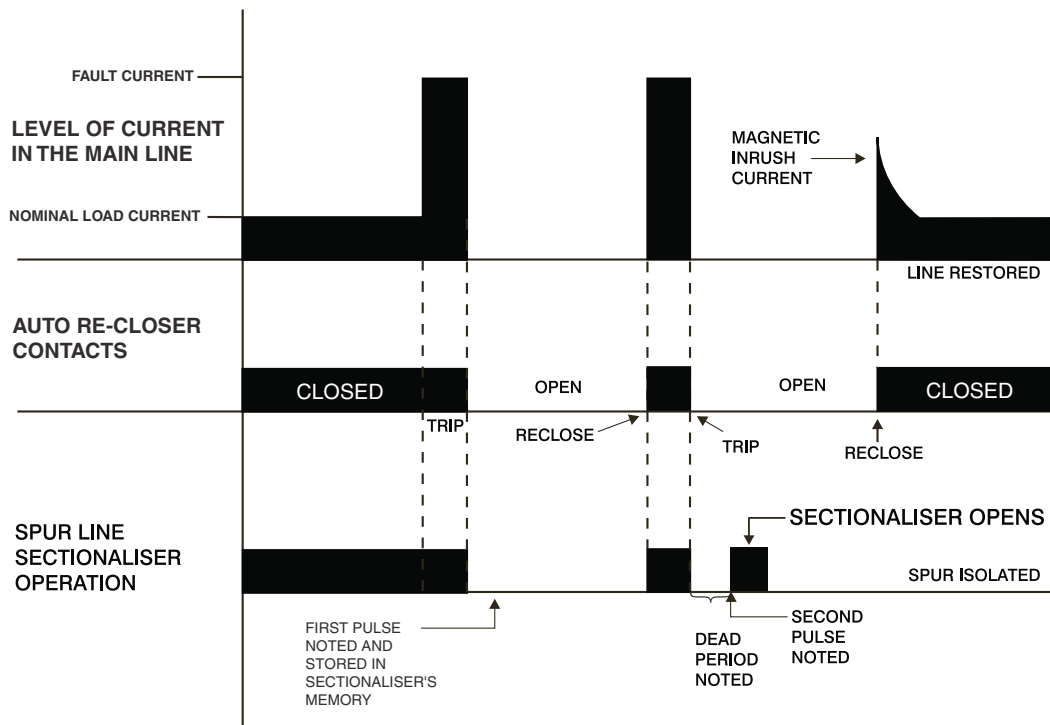 FAULT CURRENT
LEVEL OF CURRENT
IN THE MAIN LINE
NOMINAL LOAD CURRENT
MAGNETIC
INRUSH
CURRENT
LINE RESTORED
AUTO RE-CLOSER
CONTACTS
CLOSED
OPEN
OPEN
CLOSED
TRIP
RECLOSE
TRIP
RECLOSE
SPUR LINE
SECTIONALISER
OPERATION
SECTIONALISER OPENS
SPUR ISOLATED
FIRST PULSE
NOTED AND
STORED IN
SECTIONALISER'S
MEMORY
DEAD
PERIOD
NOTED
SECOND
PULSE
NOTED